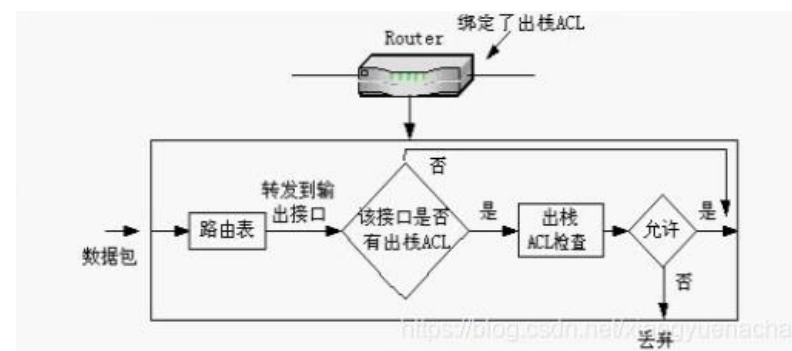 绑定了出栈ACL
Router
否
转发到输
出接口
该接口是否
有出栈ACL
是
出栈
ACL检查
允许
是
路由表
数据包
否
https://blog.csdn.net/xiangyuenacha
丢弃